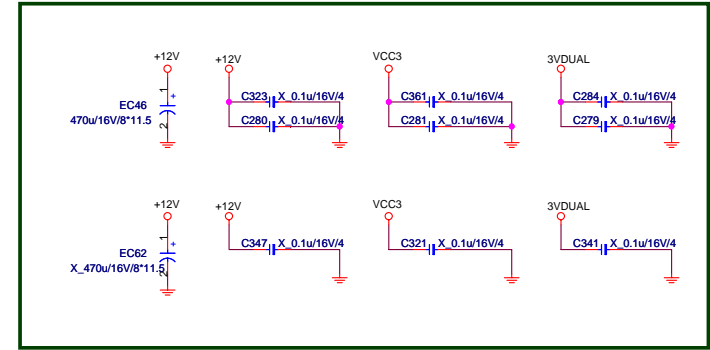 +12V
+12V
VCC3
3VDUAL
1
+
EC46
470u/16V/8*11.5
2
C323 X_0.1u/16V/4
C280 X_0.1u/16V/4
C361 X_0.1u/16V/4
C281 X_0.1u/16V/4
C284 X_0.1u/16V/4
C279 X_0.1u/16V/4
+12V
+12V
VCC3
3VDUAL
1
+
EC62
X_470u/16V/8*11.5
2
C347 X_0.1u/16V/4
C321 X_0.1u/16V/4
C341 X_0.1u/16V/4